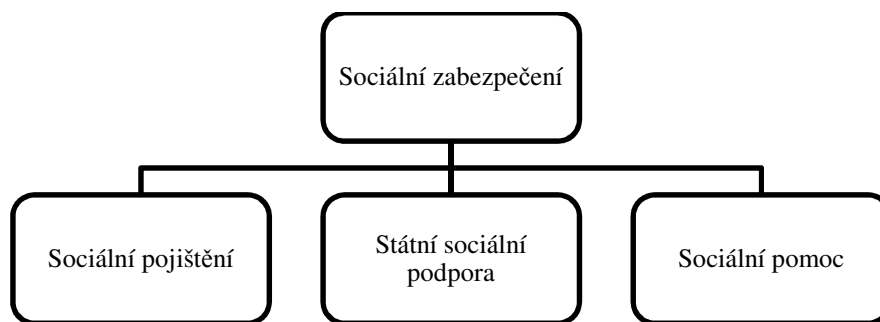 Sociální zabezpečení
Sociální pojištění
Státní sociální
podpora
Sociální pomoc